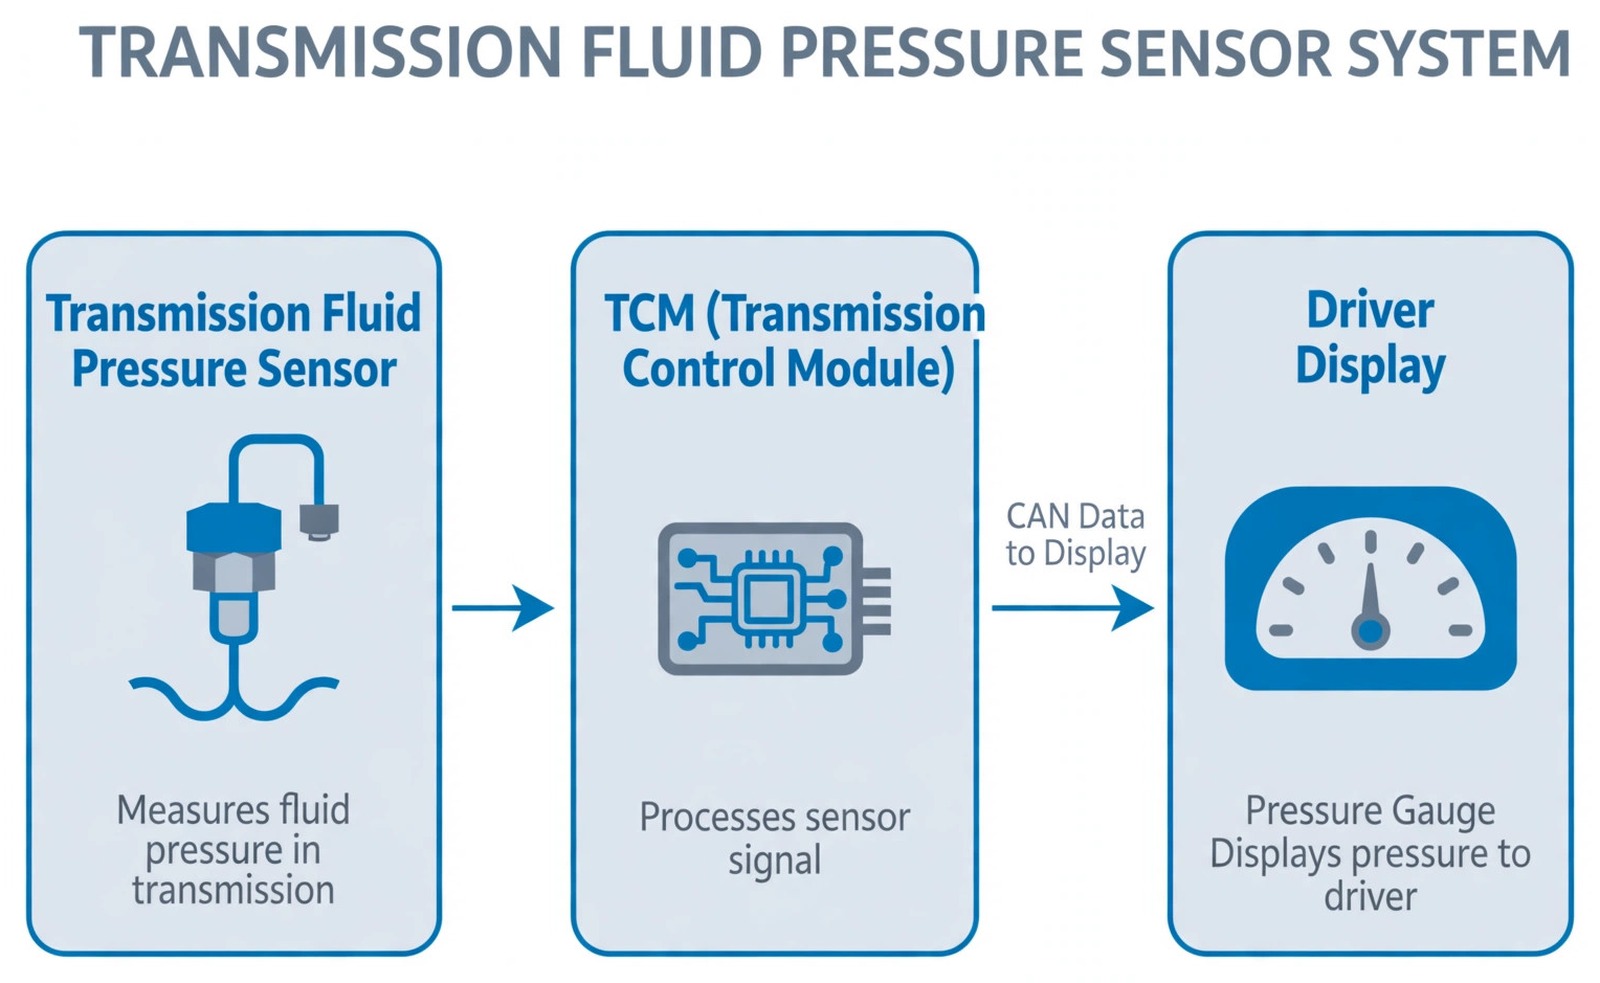 TRANSMISSION FLUID PRESSURE SENSOR SYSTEM
Transmission Fluid
Pressure Sensor
Measures fluid
pressure in
transmission
TCM (Transmission
Control Module)
Processes sensor
signal
CAN Data
to Display
Driver
Display
Pressure Gauge
Displays pressure to
driver